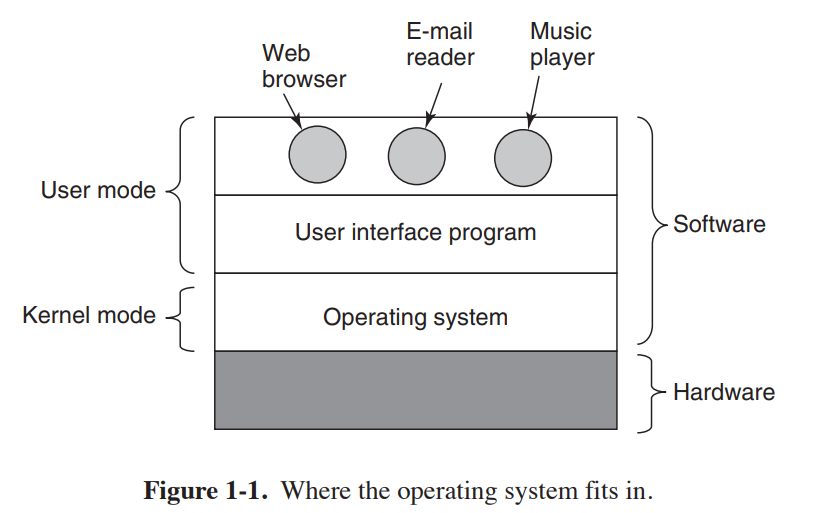 Web
browser
E-mail
reader
Music
player
User mode
User interface program
Software
Kernel mode
Operating system
Hardware
Figure 1-1. Where the operating system fits in.